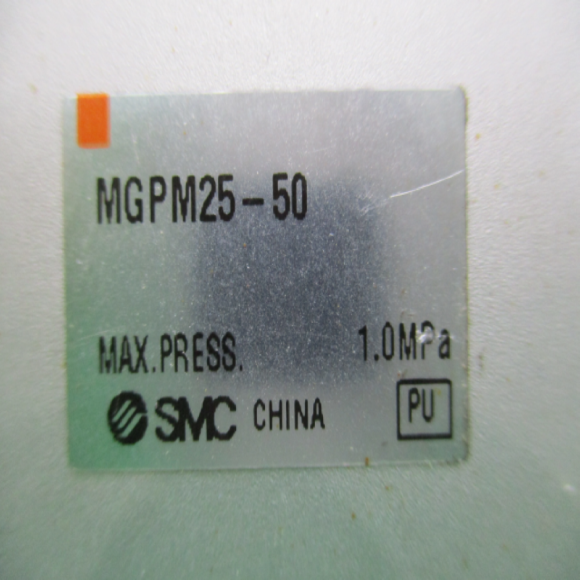 MGPM25-50
MAX.PRESS. 1.0MPa
SMC CHINA PU